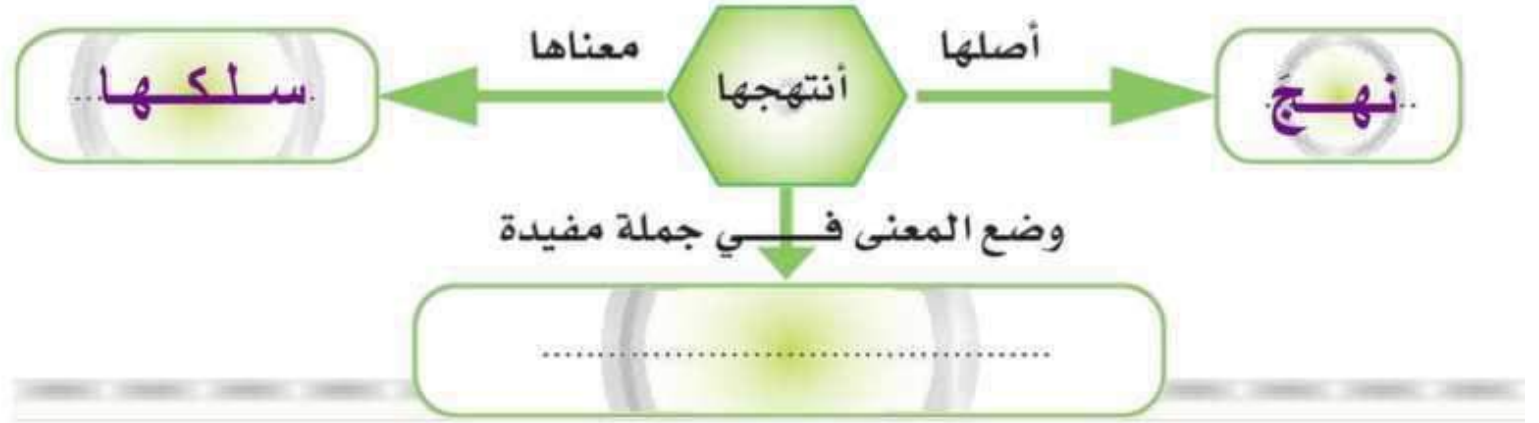 أصلها
معناها
نهجَ
أنتهجها
سلكها
وضع المعنى في جملة مفيدة